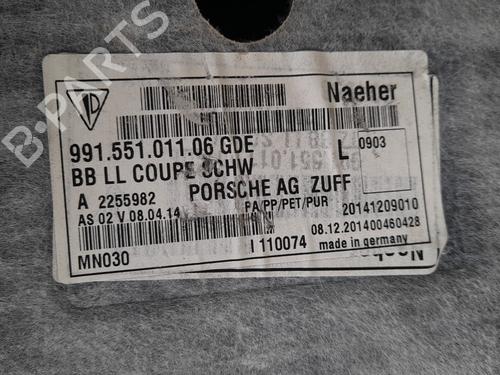 Naeher
991.551.011.06 GDE
L 0903
BB LL COUPE SCHW
A 2255982
PORSCHE AG ZUFF
AS 02 V 08.04.14
PA/PP/PET/PUR
20141209010
08.12.201400460428
MN030
I 110074
made in germany
B-PARTS